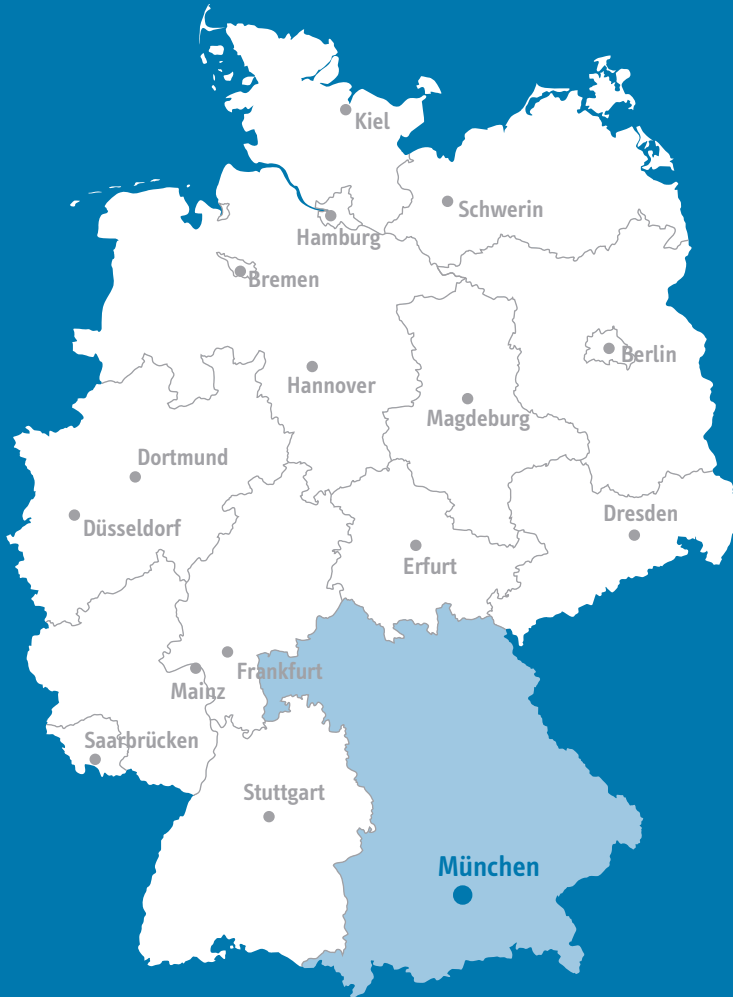 Kiel
Schwerin
Hamburg
Bremen
Berlin
Hannover
Magdeburg
Dortmund
Dresden
Düsseldorf
Erfurt
Frankfurt
Mainz
Saarbrücken
Stuttgart
München